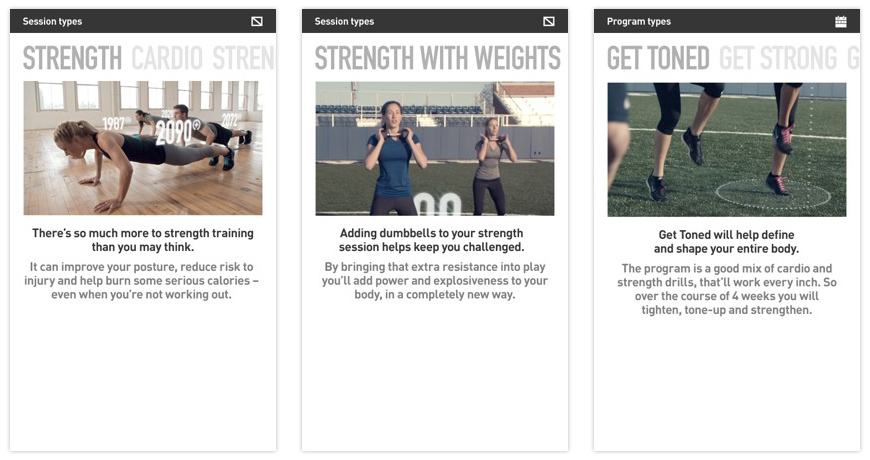 Session types
STRENGTH CARDIO STREN
1987
2090
2072
There’s so much more to strength training
than you may think.
It can improve your posture, reduce risk to
injury and help burn some serious calories –
even when you’re not working out.
Session types
STRENGTH WITH WEIGHTS
Adding dumbbells to your strength
session helps keep you challenged.
By bringing that extra resistance into play
you’ll add power and explosiveness to your
body, in a completely new way.
Program types
GET TONED GET STRONG G
Get Toned will help define
and shape your entire body.
The program is a good mix of cardio and
strength drills, that’ll work every inch. So
over the course of 4 weeks you will
tighten, tone-up and strengthen.